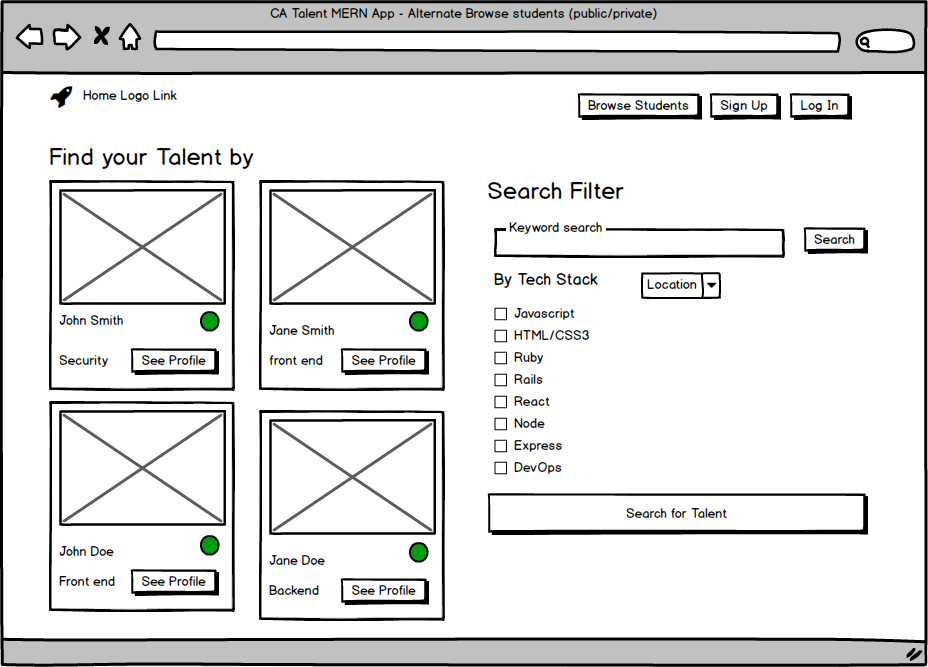 CA Talent MERN App - Alternate Browse students (public/private)
Home Logo Link
Browse Students
Sign Up
Log In
Find your Talent by
John Smith
Security
See Profile
Jane Smith
front end
See Profile
John Doe
Front end
See Profile
Jane Doe
Backend
See Profile
Search Filter
Keyword search
Search
By Tech Stack
Location
Javascript
HTML/CSS3
Ruby
Rails
React
Node
Express
DevOps
Search for Talent